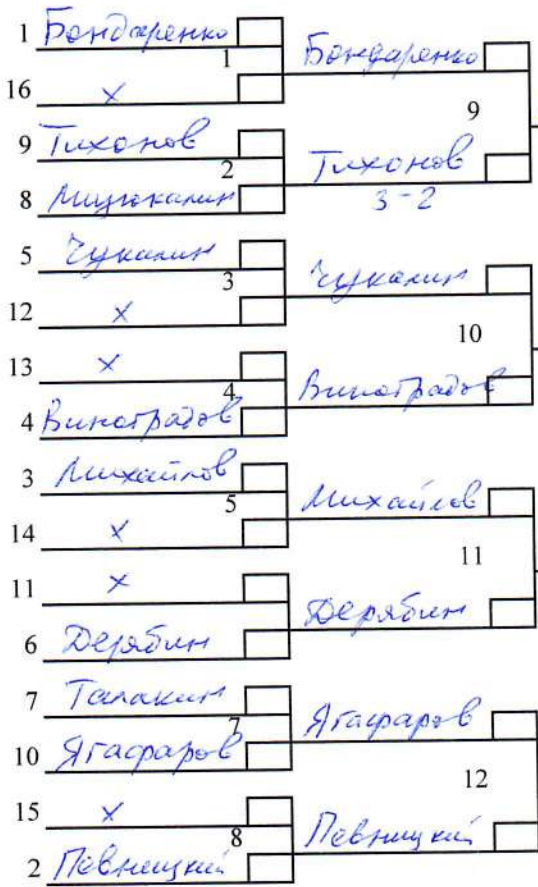 1 Бондаренко
1
Бондаренко
16 x
9
9 Тихонов
2
Тихонов
8
3-2
5 Чукалин
3
Чукалин
12 x
10
13 x
4
Виноградов
4 Виноградов
3 Михайлов
5
Михайлов
14 x
11
11 x
Дерябин
6 Дерябин
7 Талакин
7
Ягафаров
10 Ягафаров
12
15 x
8
Певницкий
2 Певницкий